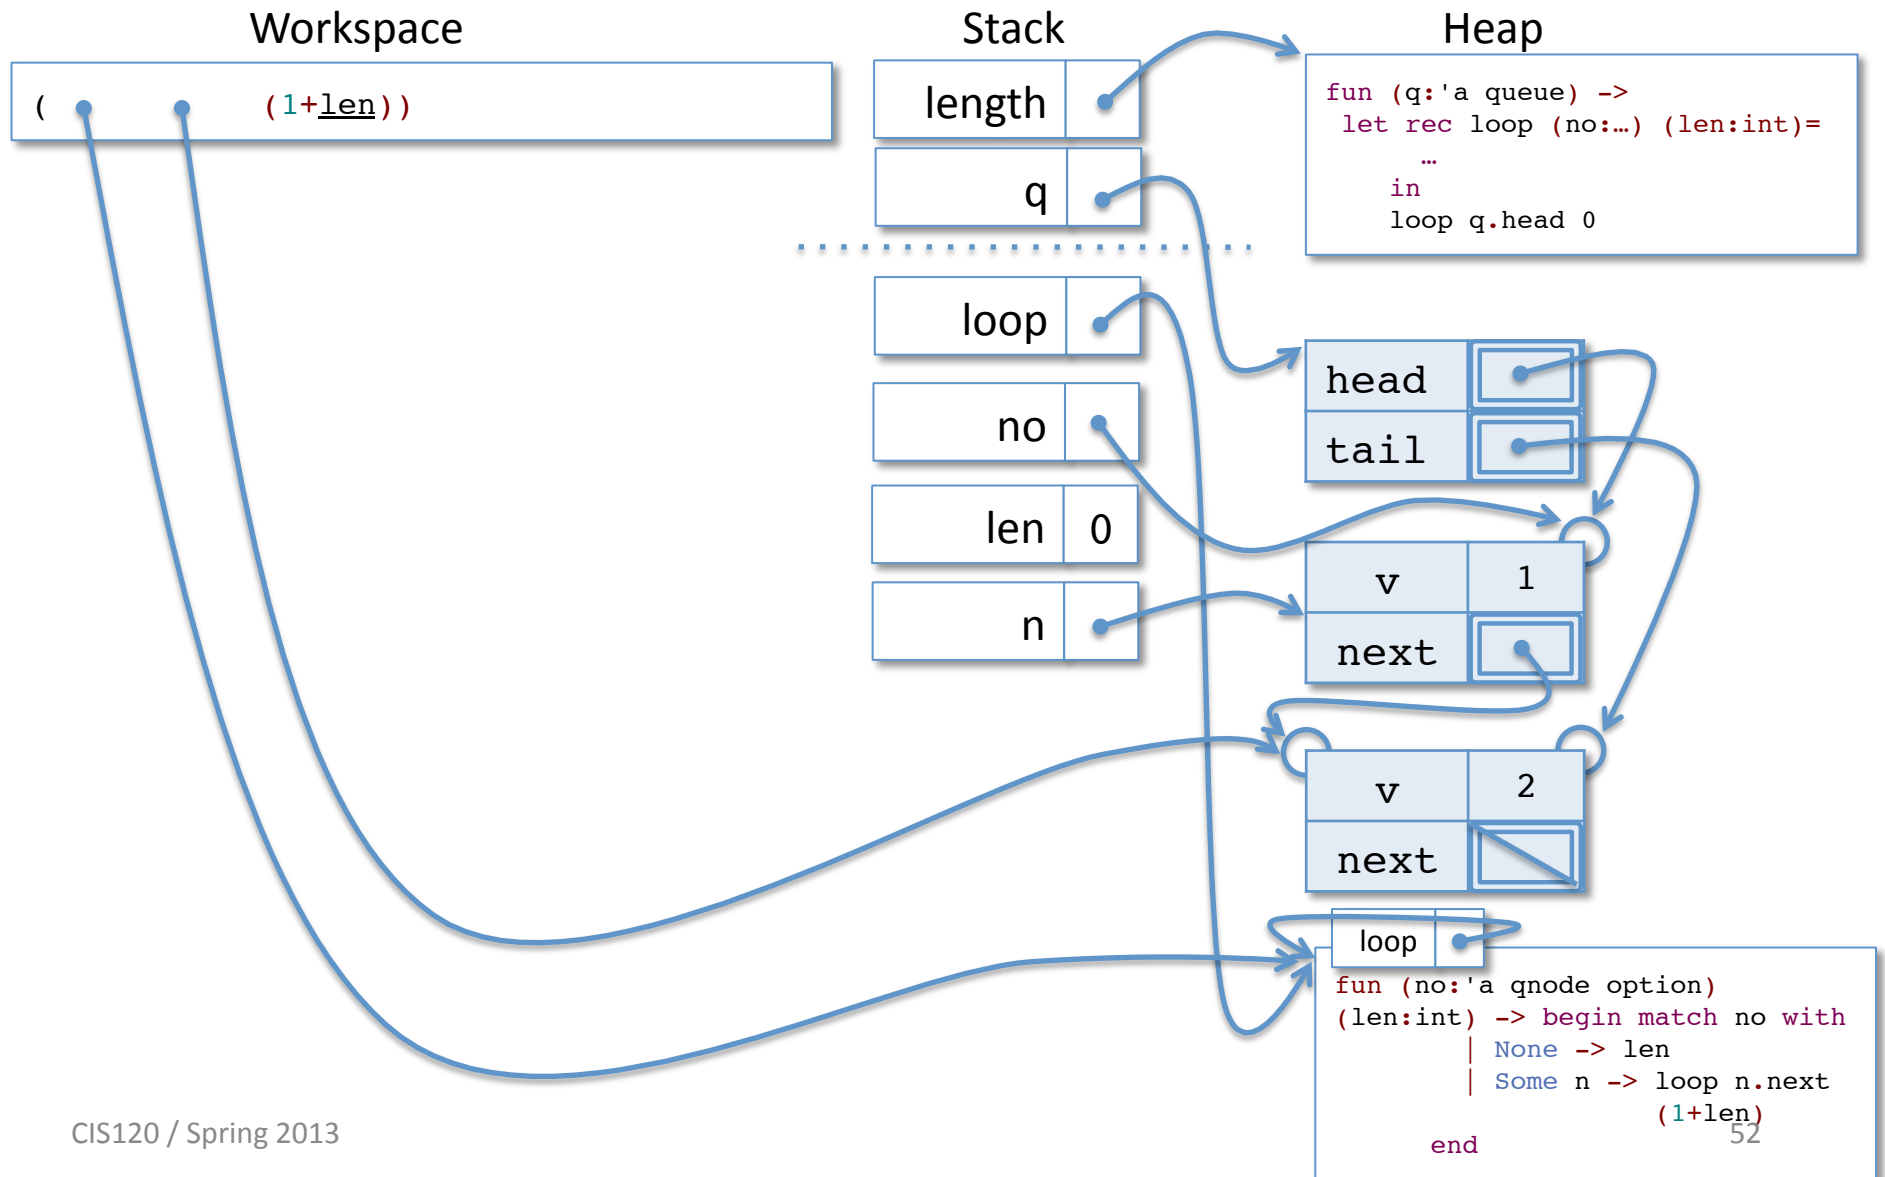 Workspace
Stack
Heap
( (1+len))
length
q
loop
no
len 0
n
fun (q:'a queue) ->
let rec loop (no:…) (len:int)=
…
in
loop q.head 0
head
tail
v 1
next
v 2
next
loop
fun (no:'a qnode option)
(len:int) -> begin match no with
| None -> len
| Some n -> loop n.next
(1+len)
end
CIS120 / Spring 2013
52